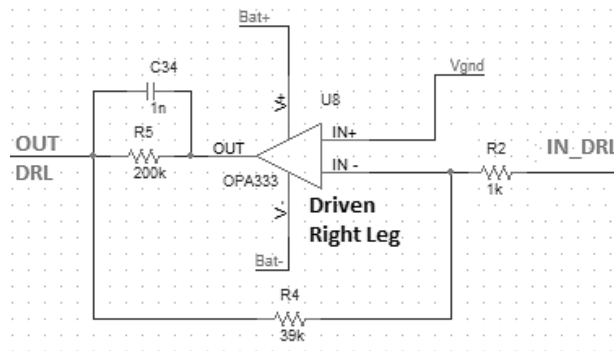 Bat+
C34
1n
V+
U8
Vgnd
OUT
DRL
R5
200k
OUT
IN+
IN -
OPA333
R2
1k
IN_DRL
V-
Driven
Right Leg
Bat-
R4
39k